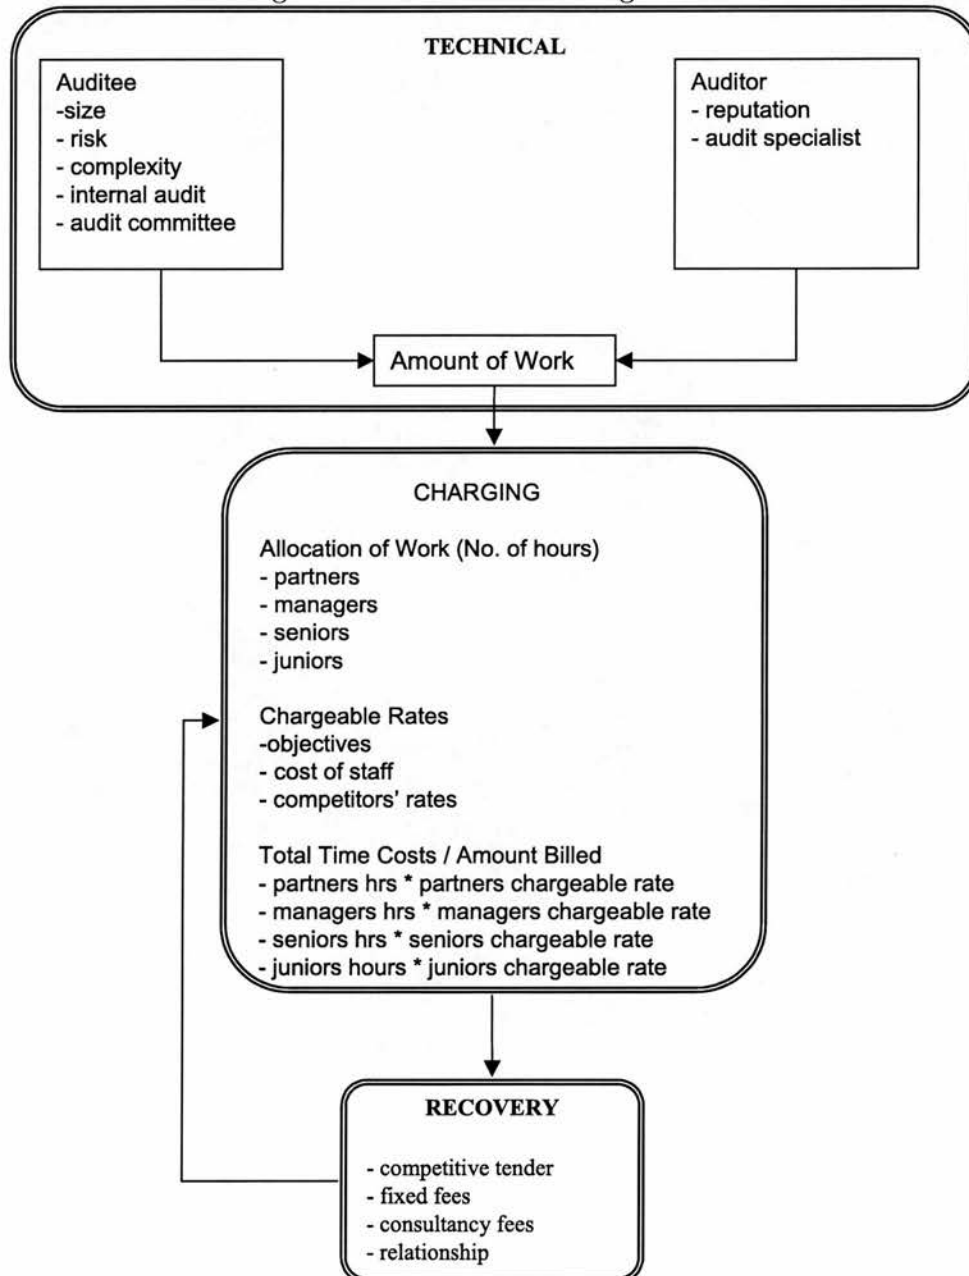 TECHNICAL
Auditee
-size
- risk
- complexity
- internal audit
- audit committee
Auditor
- reputation
- audit specialist
Amount of Work
CHARGING
Allocation of Work (No. of hours)
- partners
- managers
- seniors
- juniors
Chargeable Rates
-objectives
- cost of staff
- competitors' rates
Total Time Costs / Amount Billed
- partners hrs * partners chargeable rate
- managers hrs * managers chargeable rate
- seniors hrs * seniors chargeable rate
- juniors hours * juniors chargeable rate
RECOVERY
- competitive tender
- fixed fees
- consultancy fees
- relationship